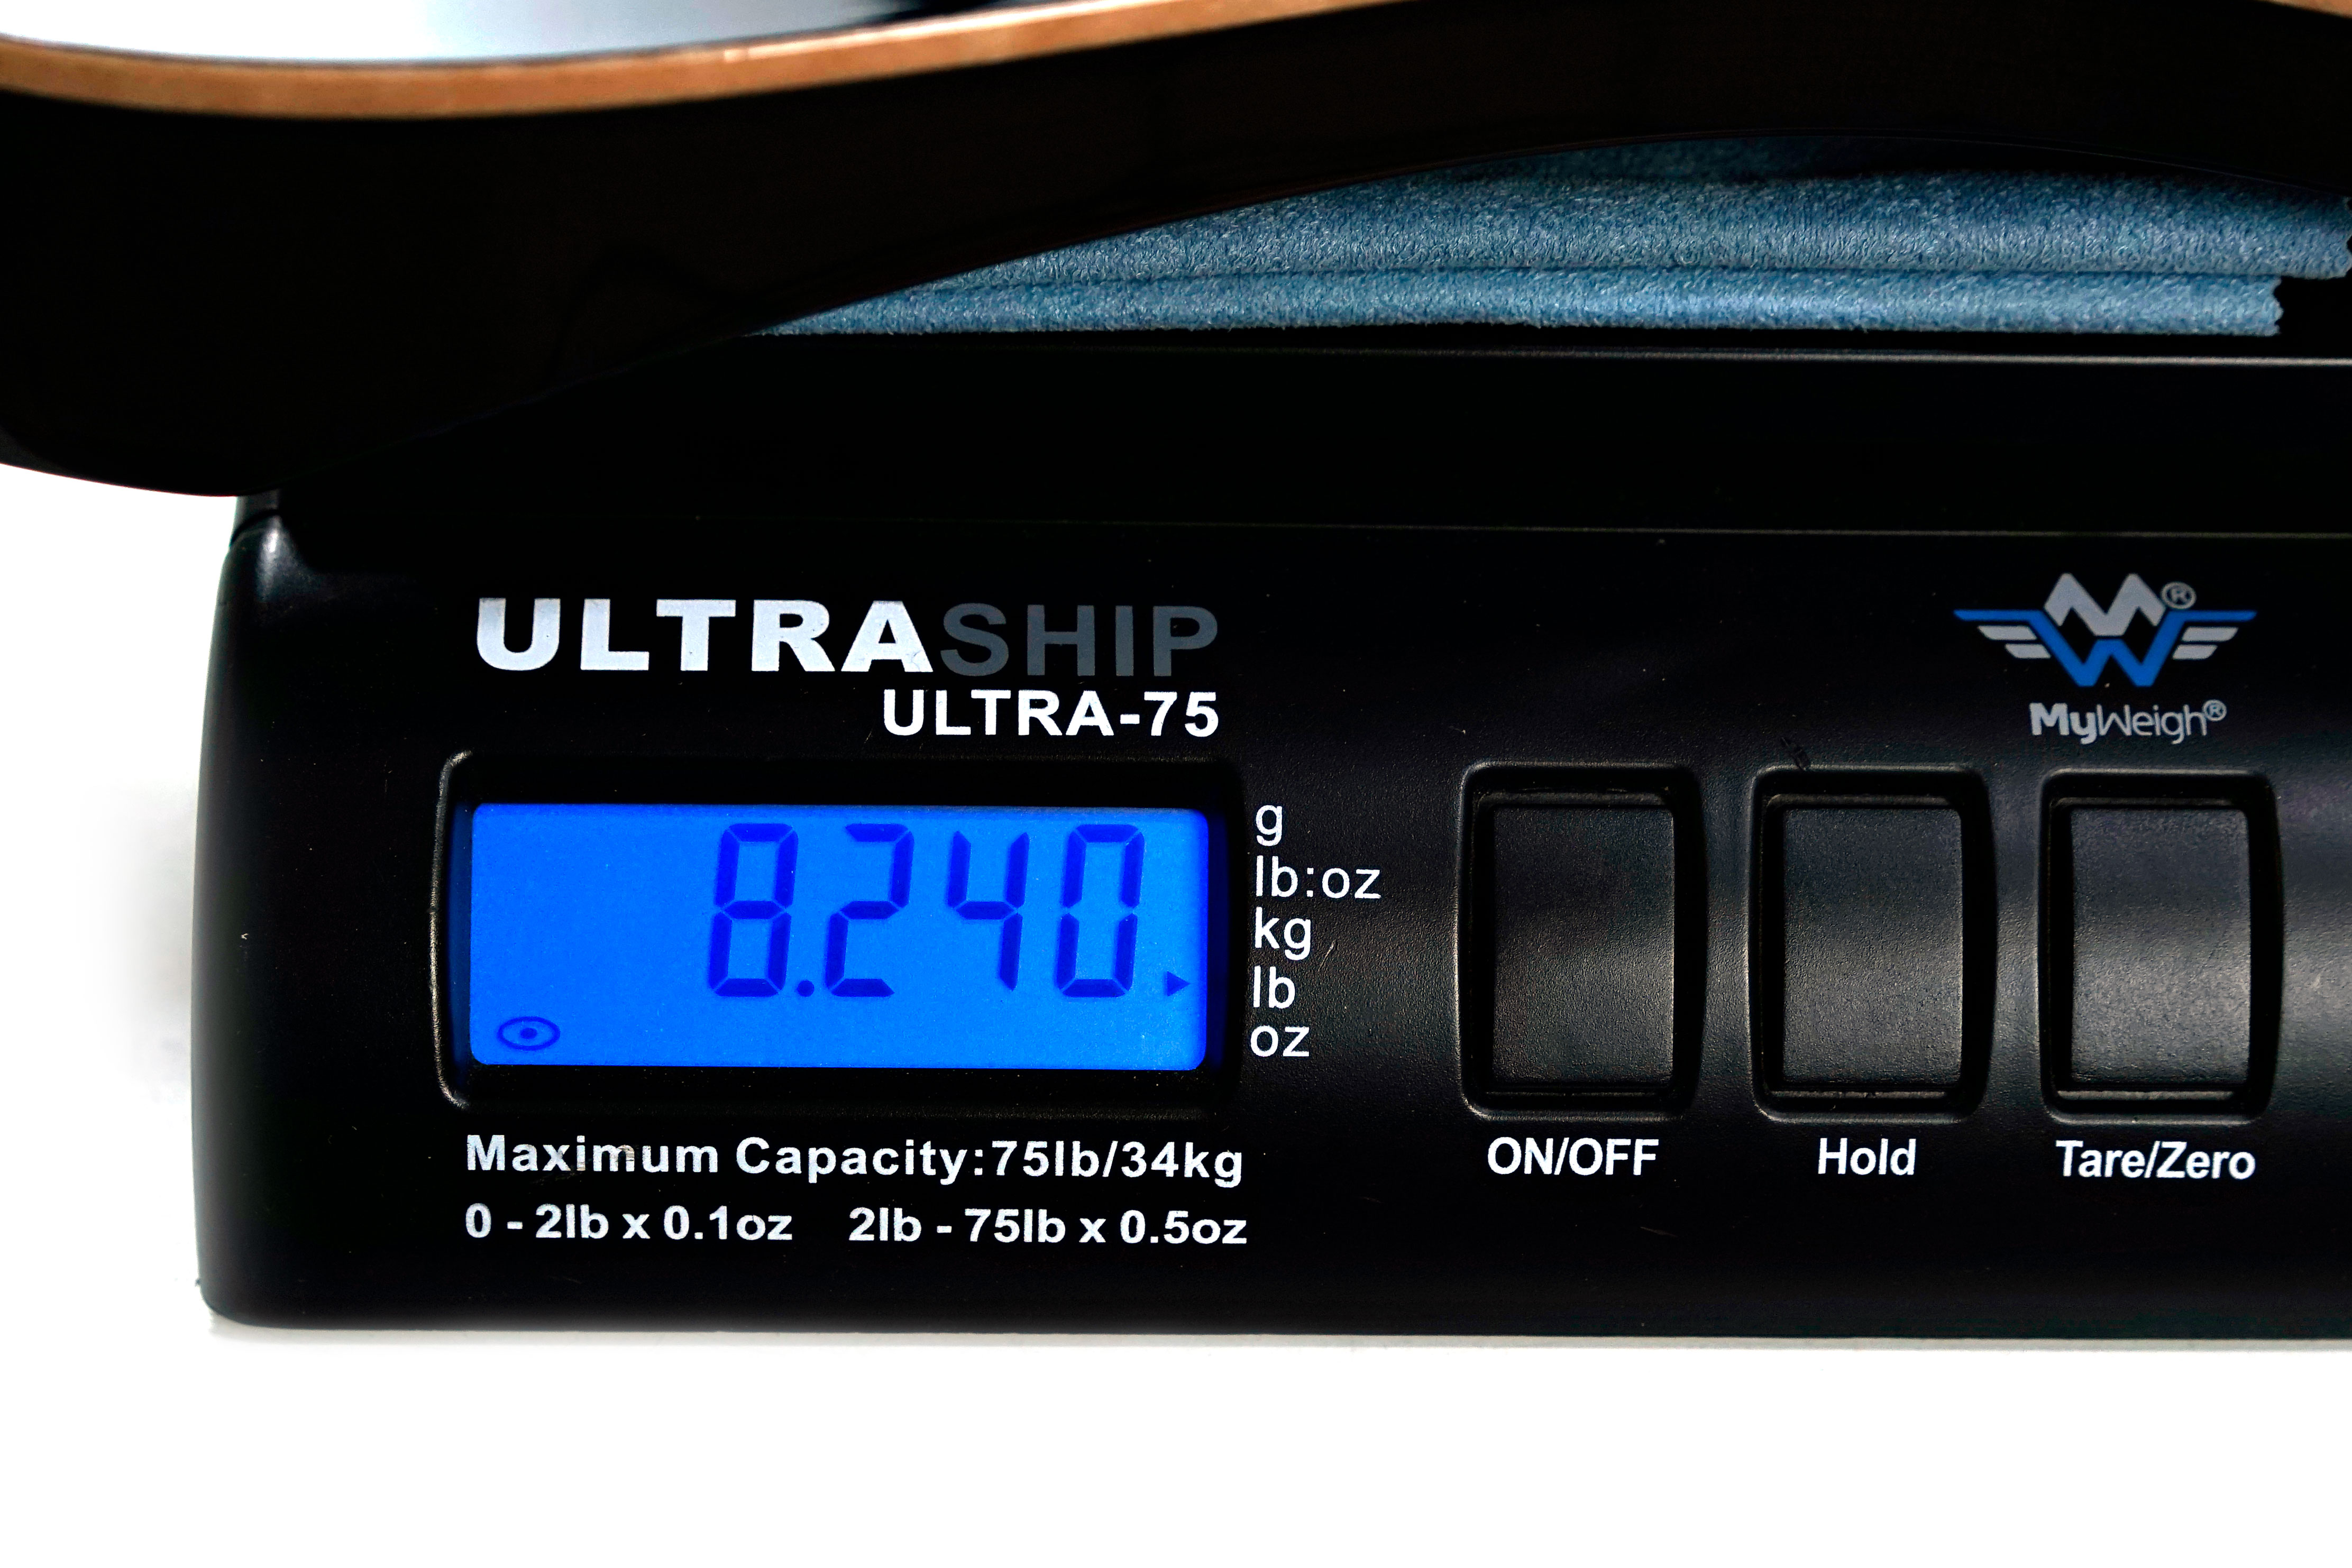 ULTRASHIP
ULTRA-75
MW®
MyWeigh®
8.240
g
lb:oz
kg
lb
oz
Maximum Capacity:75lb/34kg
0 - 2lb x 0.1oz 2lb - 75lb x 0.5oz
ON/OFF
Hold
Tare/Zero